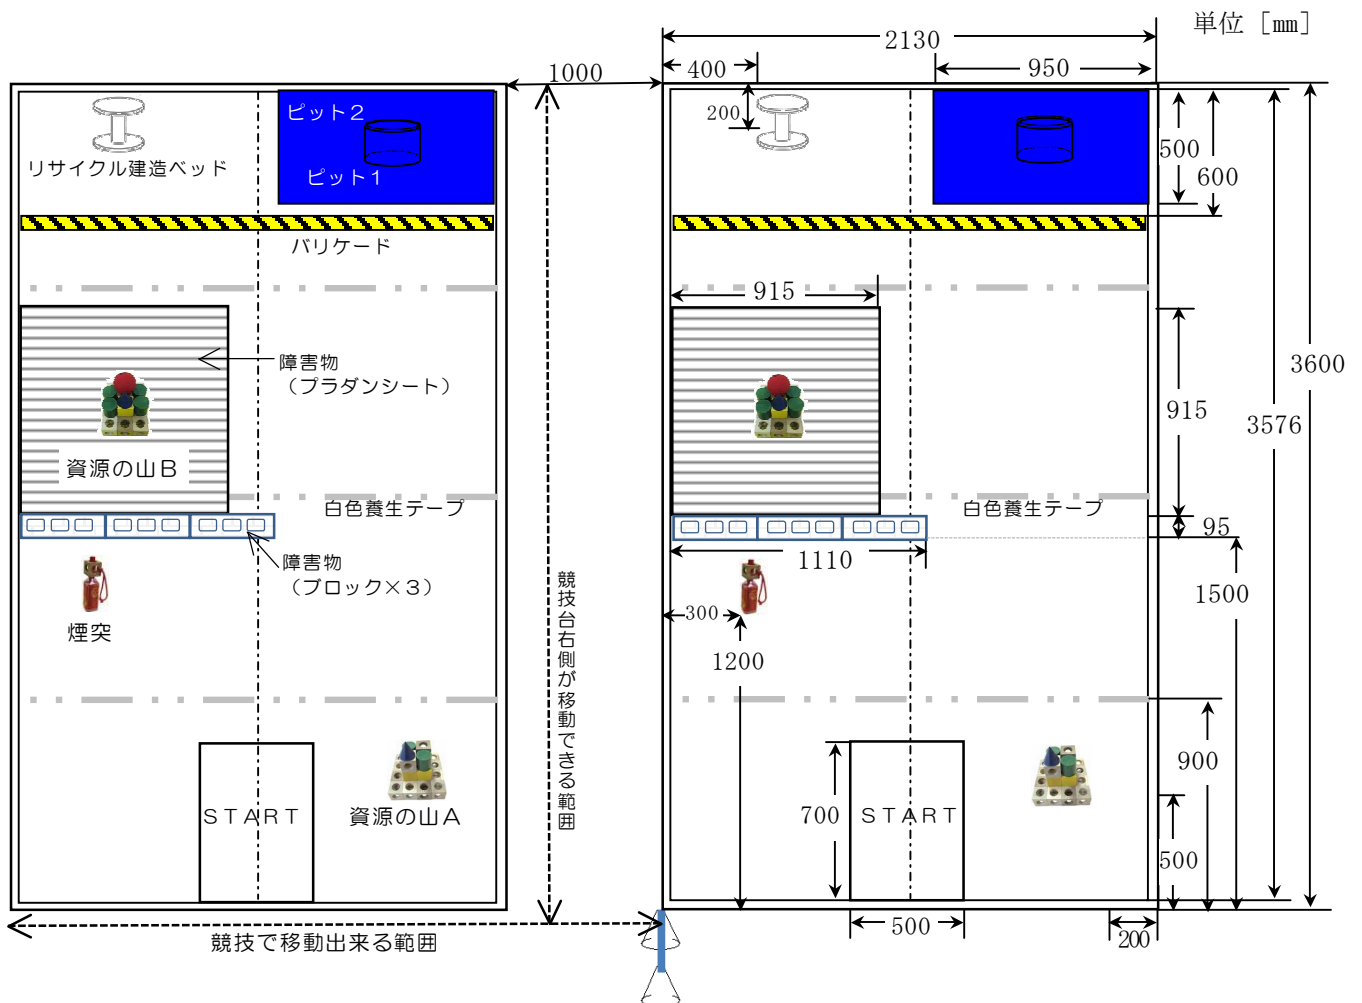 単位［㎜］
2130
400
950
1000
ピット２
200
リサイクル建造ベッド
ピット１
500
600
バリケード
915
障害物
（プラダンシート）
3600
915
3576
資源の山Ｂ
白色養生テープ
白色養生テープ
95
障害物
（ブロック×３）
1110
1500
300
煙突
1200
競技台右側が移動できる範囲
900
ＳＴＡＲＴ
資源の山Ａ
700
ＳＴＡＲＴ
500
競技で移動出来る範囲
500
200